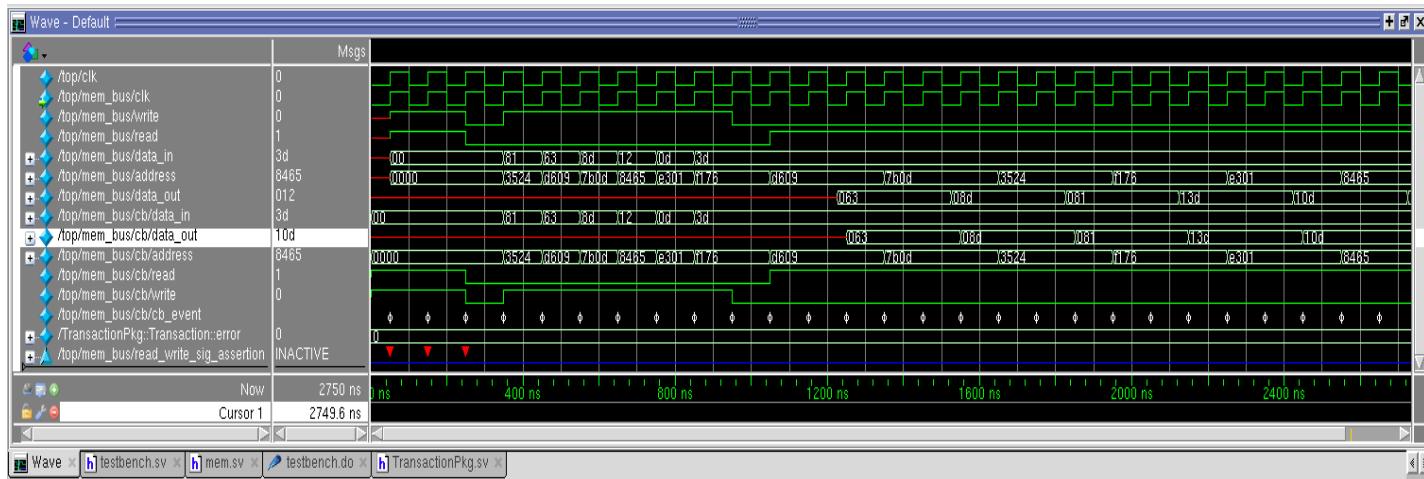 Wave - Default
Msgs
/top/clk 0
/top/mem_bus/clk 0
/top/mem_bus/write 0
/top/mem_bus/read 1
/top/mem_bus/data_in 3d 00 81 63 8d 12 0d 3d
/top/mem_bus/address 8465 0000 3524 d609 7b0d 8465 e301 f176 d609 7b0d 3524 f176 e301 8465
/top/mem_bus/data_out 012 063 08d 081 13d 10d
/top/mem_bus/cb/data_in 3d 00 81 63 8d 12 0d 3d
/top/mem_bus/cb/data_out 10d 063 08d 081 13d 10d
/top/mem_bus/cb/address 8465 0000 3524 d609 7b0d 8465 e301 f176 d609 7b0d 3524 f176 e301 8465
/top/mem_bus/cb/read 1
/top/mem_bus/cb/write 0
/top/mem_bus/cb/cb_event
/TransactionPkg::Transaction::error 0 0
/top/mem_bus/read_write_sig_assertion INACTIVE
Now 2750 ns ns 400 ns 800 ns 1200 ns 1600 ns 2000 ns 2400 ns
Cursor 1 2749.6 ns
Wave testbench.sv mem.sv testbench.do TransactionPkg.sv